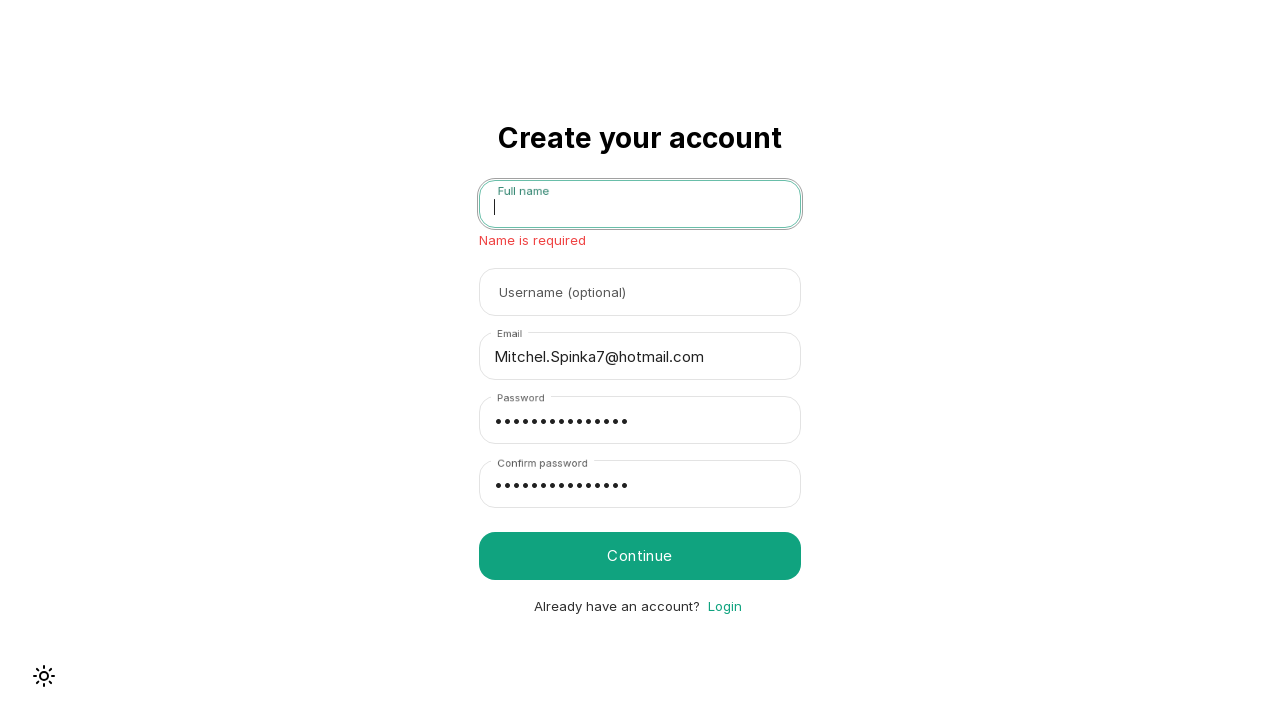 Create your account
Full name
Name is required
Username (optional)
Email
Mitchel.Spinka7@hotmail.com
Password
•••••••••••••••
Confirm password
•••••••••••••••
Continue
Already have an account? Login